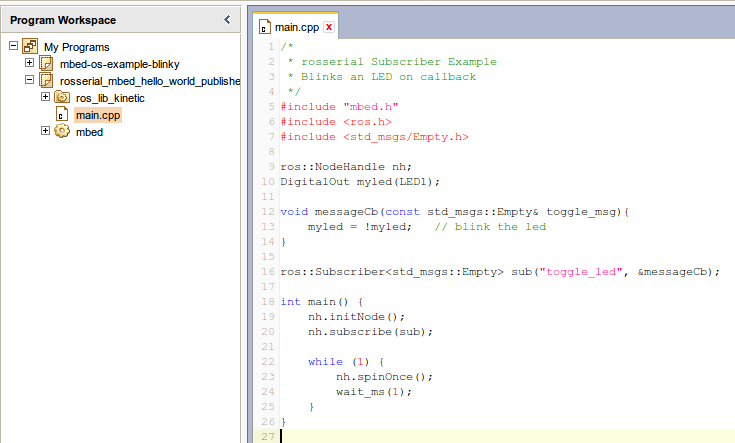 Program Workspace
<
My Programs
mbed-os-example-blinky
rosserial_mbed_hello_world_publishe
ros_lib_kinetic
main.cpp
mbed
main.cpp x
1 /*
2  * rosserial Subscriber Example
3  * Blinks an LED on callback
4  */
5 #include "mbed.h"
6 #include <ros.h>
7 #include <std_msgs/Empty.h>
8
9 ros::NodeHandle nh;
10 DigitalOut myled(LED1);
11
12 void messageCb(const std_msgs::Empty& toggle_msg){
13     myled = !myled;   // blink the led
14 }
15
16 ros::Subscriber<std_msgs::Empty> sub("toggle_led", &messageCb);
17
18 int main() {
19     nh.initNode();
20     nh.subscribe(sub);
21
22     while (1) {
23         nh.spinOnce();
24         wait_ms(1);
25     }
26 }
27